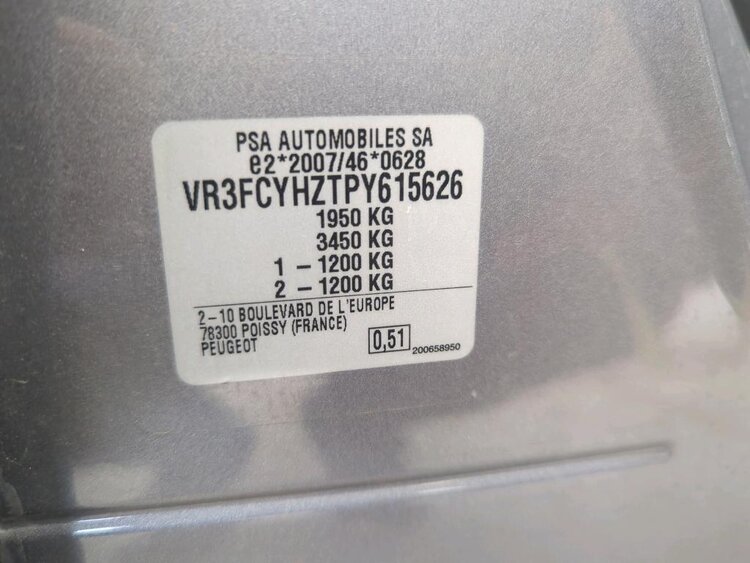 PSA AUTOMOBILES SA
e2*2007/46*0628
VR3FCYHZTPY615626
1950 KG
3450 KG
1 – 1200 KG
2 – 1200 KG
2 – 10 BOULEVARD DE L'EUROPE
78300 POISSY (FRANCE)
PEUGEOT
0,51
200658950